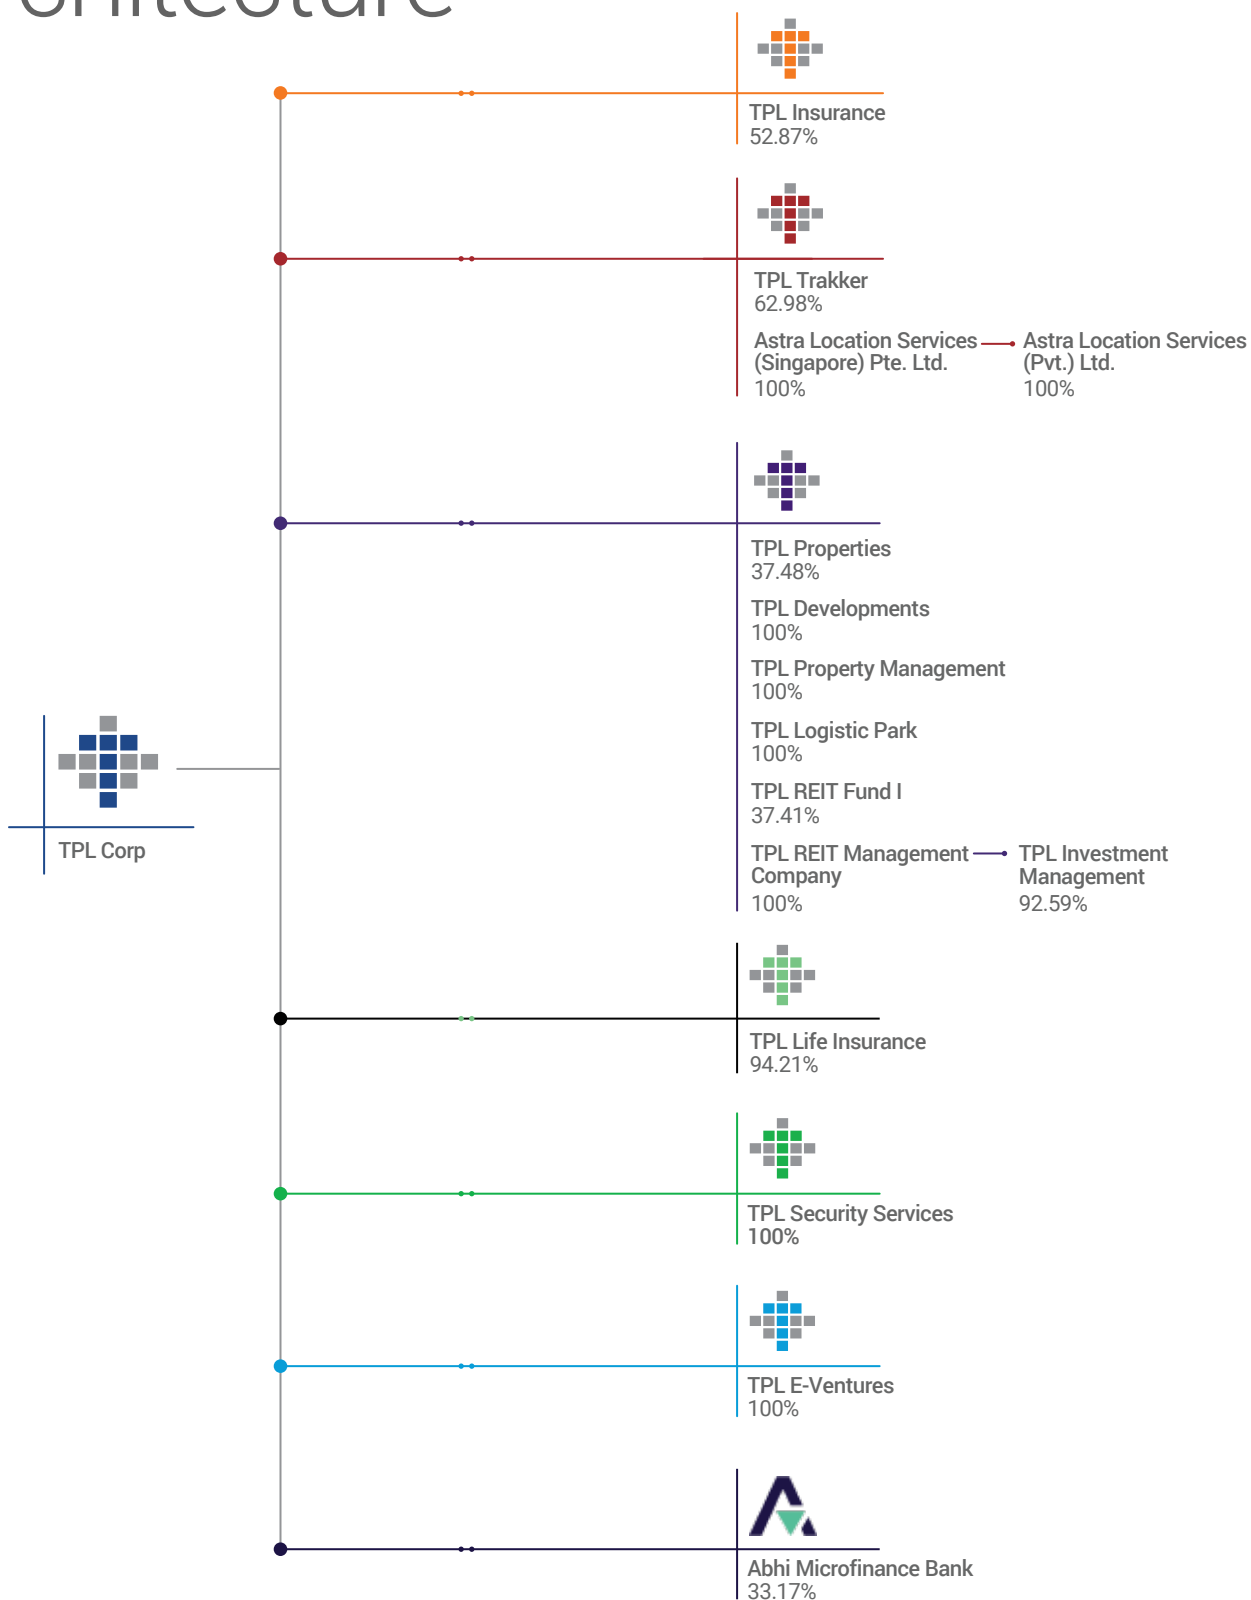 TPL Insurance
52.87%
TPL Trakker
62.98%
Astra Location Services
(Singapore) Pte. Ltd.
100%
Astra Location Services
(Pvt.) Ltd.
100%
TPL Properties
37.48%
TPL Developments
100%
TPL Property Management
100%
TPL Logistic Park
100%
TPL REIT Fund I
37.41%
TPL REIT Management
Company
100%
TPL Investment
Management
92.59%
TPL Corp
TPL Life Insurance
94.21%
TPL Security Services
100%
TPL E-Ventures
100%
Abhi Microfinance Bank
33.17%